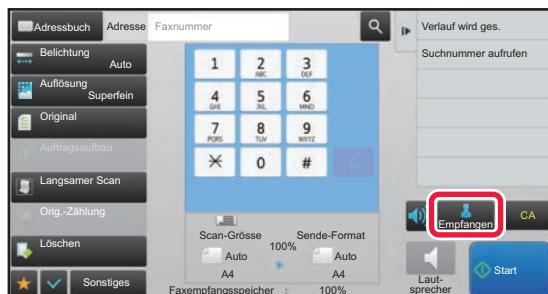 Adressbuch
Adresse
Faxnummer
Verlauf wird ges.
Suchnummer aufrufen
Belichtung
Auto
Auflösung
Superfein
Original
Auftragsaufbau
Langsamer Scan
Orig.-Zählung
Löschen
Sonstiges
1
2
ABC
3
DEF
4
GHI
5
JKL
6
MNO
7
PQRS
8
TUV
9
WXYZ
0
#
C
Scan-Grösse
Sende-Format
100%
Auto
Auto
A4
A4
Faxempfangsspeicher : 100%
Empfangen
CA
Laut-
sprecher
Start